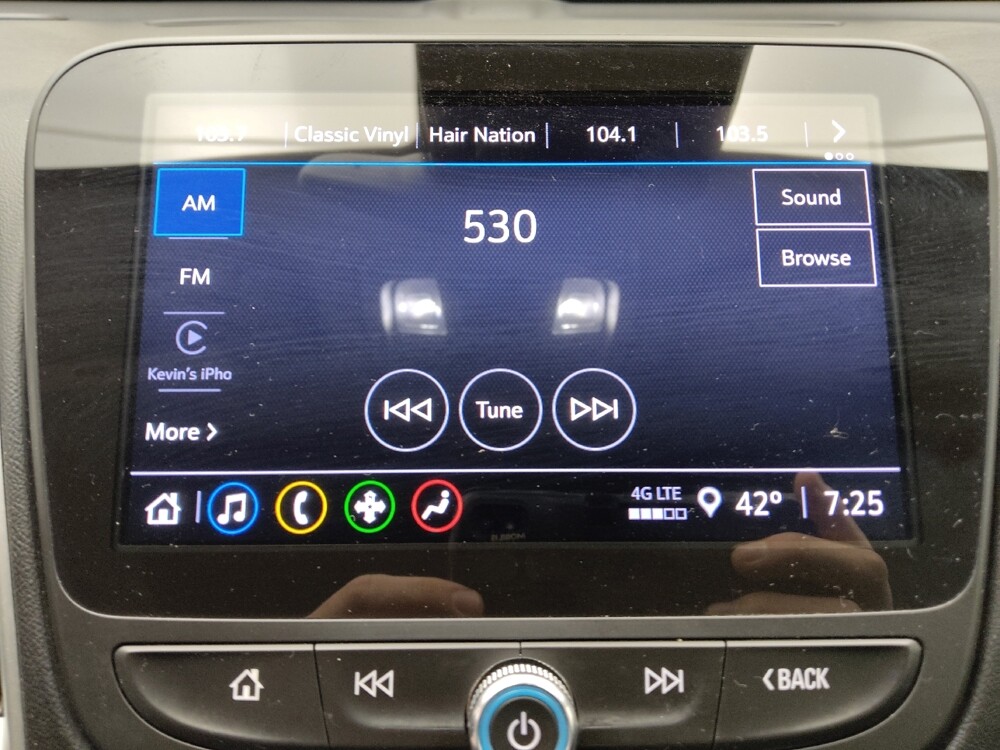 Classic Vinyl Hair Nation 104.1 103.5
AM
530
Sound
Browse
FM
Kevin's iPho
Tune
More
4G LTE
42° 7:25
BACK